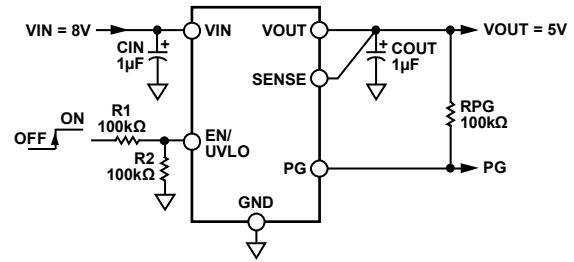 VIN = 8V
CIN
1µF
+
VIN
VOUT
SENSE
+
COUT
1µF
VOUT = 5V
RPG
100kΩ
ON
OFF
R1
100kΩ
R2
100kΩ
EN/
UVLO
PG
PG
GND